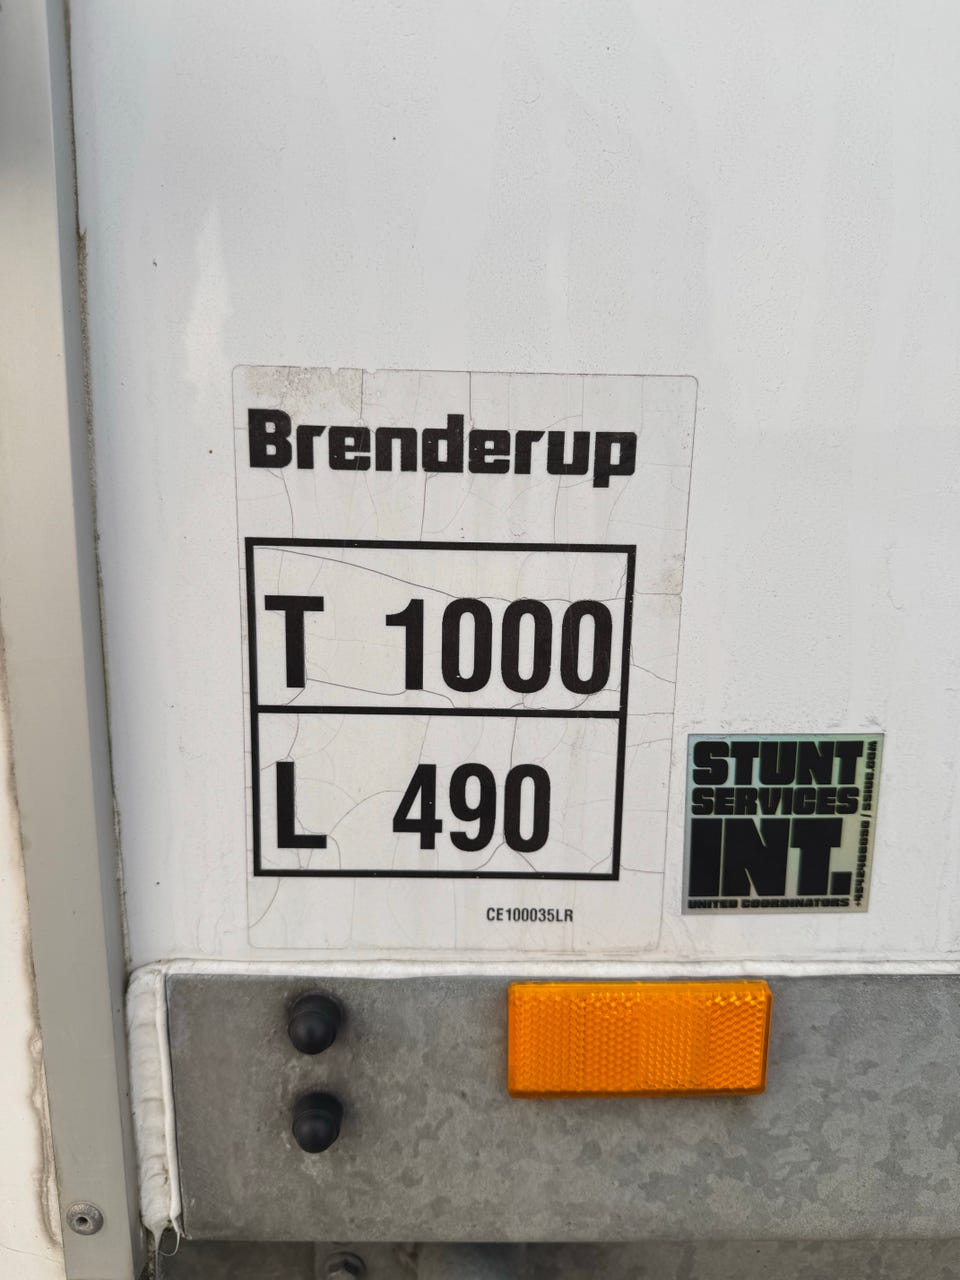 Brenderup
T 1000
L 490
CE100035LR
STUNT
SERVICES
INT.
UNITED COORDINATORS